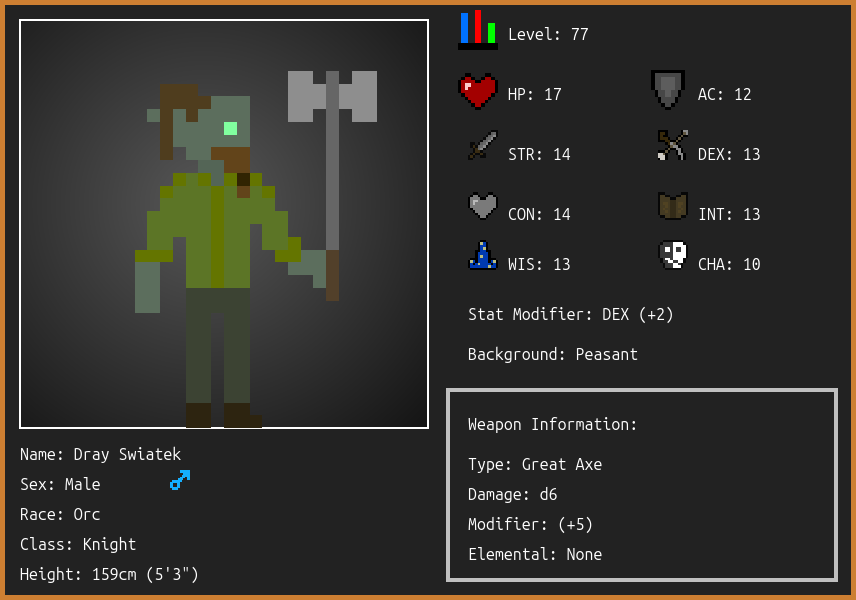 Level: 77
HP: 17 AC: 12
STR: 14 DEX: 13
CON: 14 INT: 13
WIS: 13 CHA: 10
Stat Modifier: DEX (+2)
Background: Peasant
Weapon Information:
Type: Great Axe
Damage: d6
Modifier: (+5)
Elemental: None
Name: Dray Swiatek
Sex: Male
Race: Orc
Class: Knight
Height: 159cm (5'3")